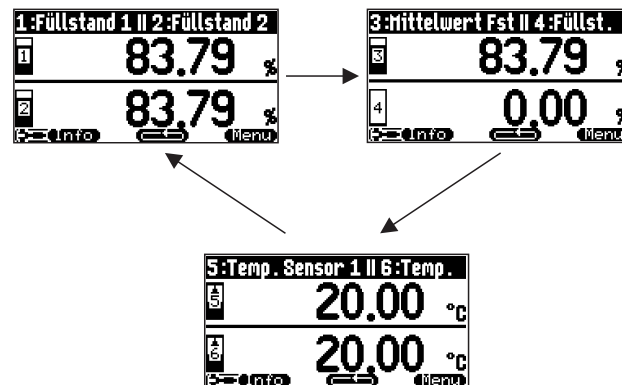 1:Füllstand 1 II 2:Füllstand 2
1 83.79 %
2 83.79 %
Info Menu
3:Mittelwert Fst II 4:Füllst.
3 83.79 %
4 0.00 %
Info Menu
5:Temp. Sensor 1 II 6:Temp.
5 20.00 °C
6 20.00 °C
Info Menu